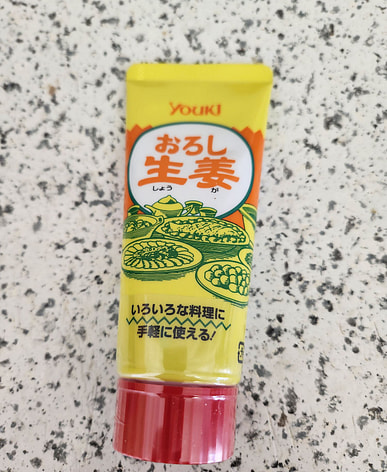 YOUKI
おろし
生姜
しょう が
いろいろな料理に
手軽に使える!